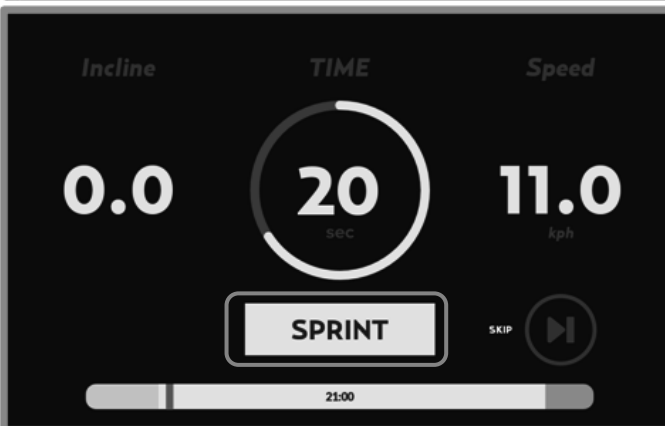 Incline TIME Speed
0.0 20 11.0
sec kph
SPRINT
SKIP
21:00